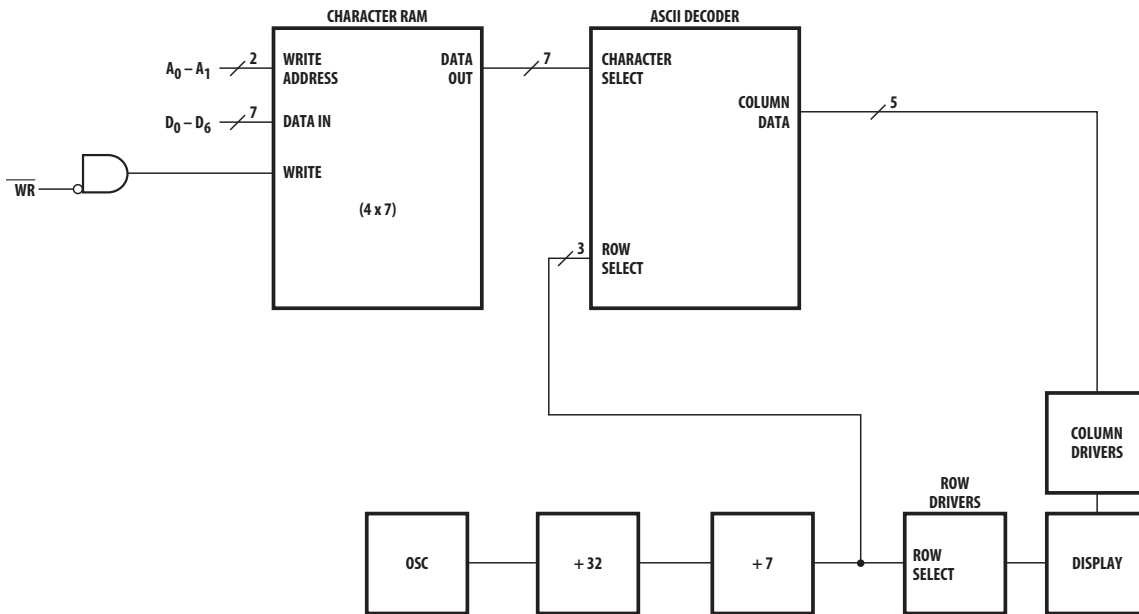 CHARACTER RAM
ASCII DECODER
A0 – A1
2
WRITE
ADDRESS
DATA
OUT
7
CHARACTER
SELECT
D0 – D6
7
DATA IN
COLUMN
DATA
5
WR
WRITE
(4 x 7)
3
ROW
SELECT
COLUMN
DRIVERS
ROW
DRIVERS
OSC
+ 32
+ 7
ROW
SELECT
DISPLAY